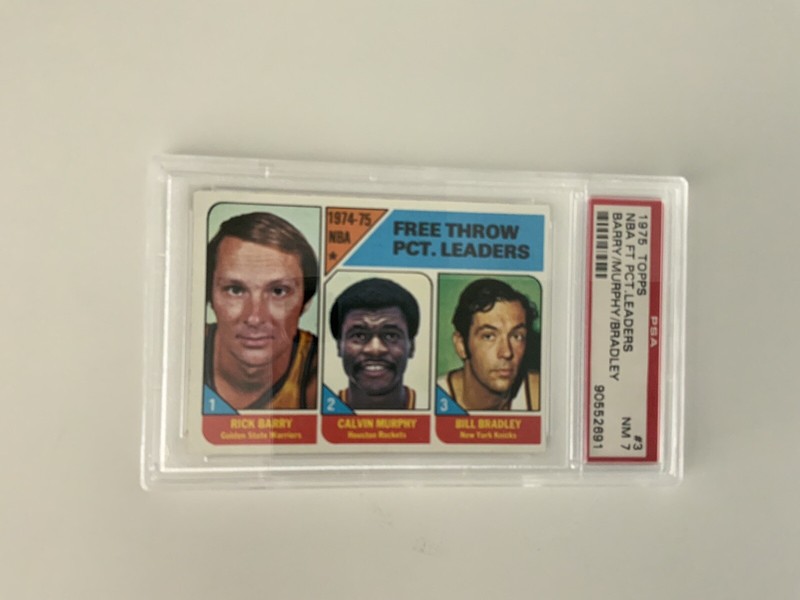 1974-75
NBA
FREE THROW
PCT. LEADERS
1
RICK BARRY
Golden State Warriors
2
CALVIN MURPHY
Houston Rockets
3
BILL BRADLEY
New York Knicks
PSA
1975 TOPPS #3
NBA FT PCT.LEADERS NM 7
BARRY/MURPHY/BRADLEY
90552691